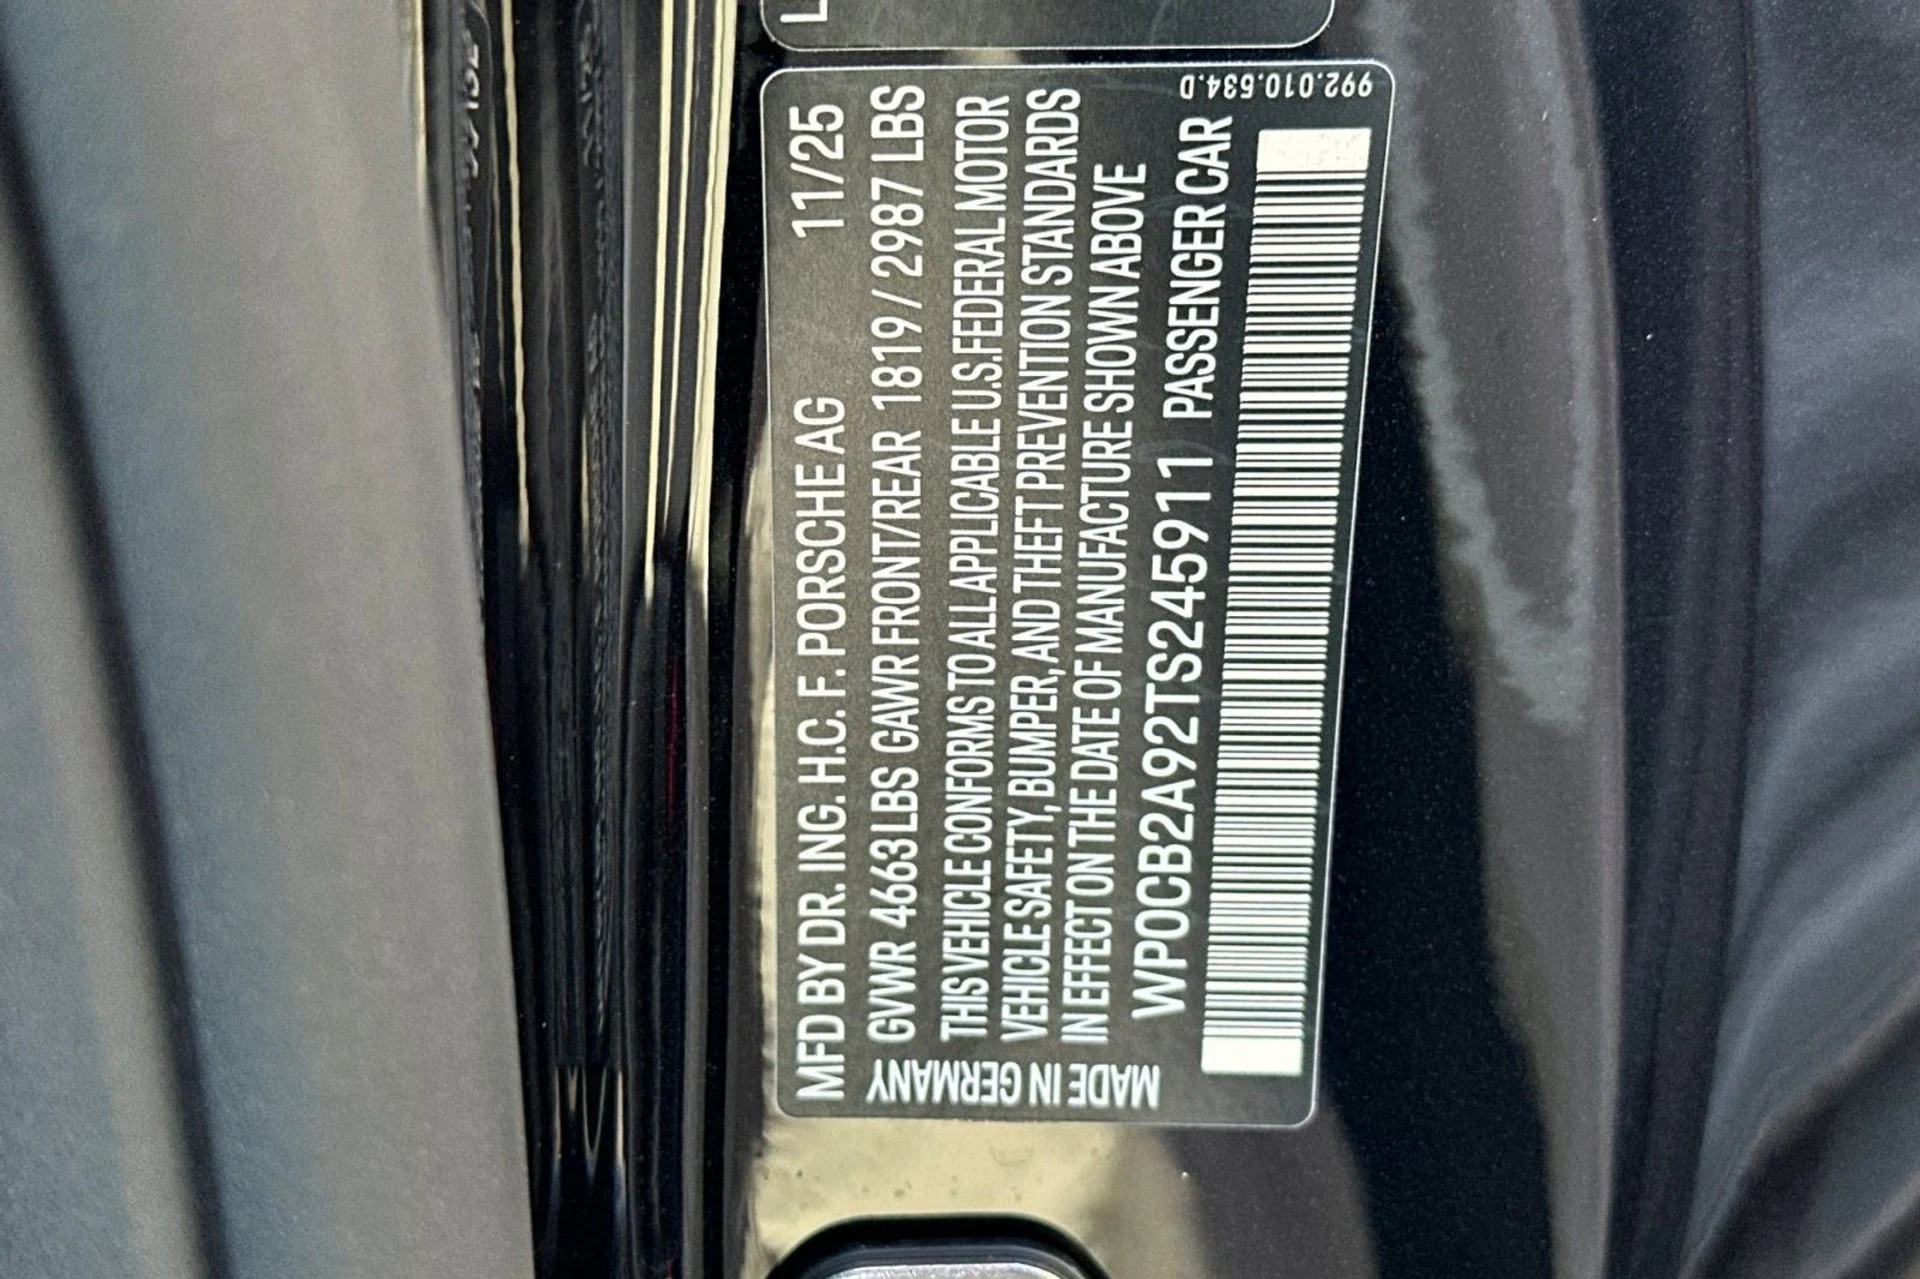 MFD BY DR. ING. H.C. F. PORSCHE AG 11/25
GVWR 4663 LBS GAWR FRONT/REAR 1819 / 2987 LBS
THIS VEHICLE CONFORMS TO ALL APPLICABLE U.S. FEDERAL MOTOR
VEHICLE SAFETY, BUMPER, AND THEFT PREVENTION STANDARDS
IN EFFECT ON THE DATE OF MANUFACTURE SHOWN ABOVE
WP0CB2A92TS245911 PASSENGER CAR
MADE IN GERMANY
992.010.634.D